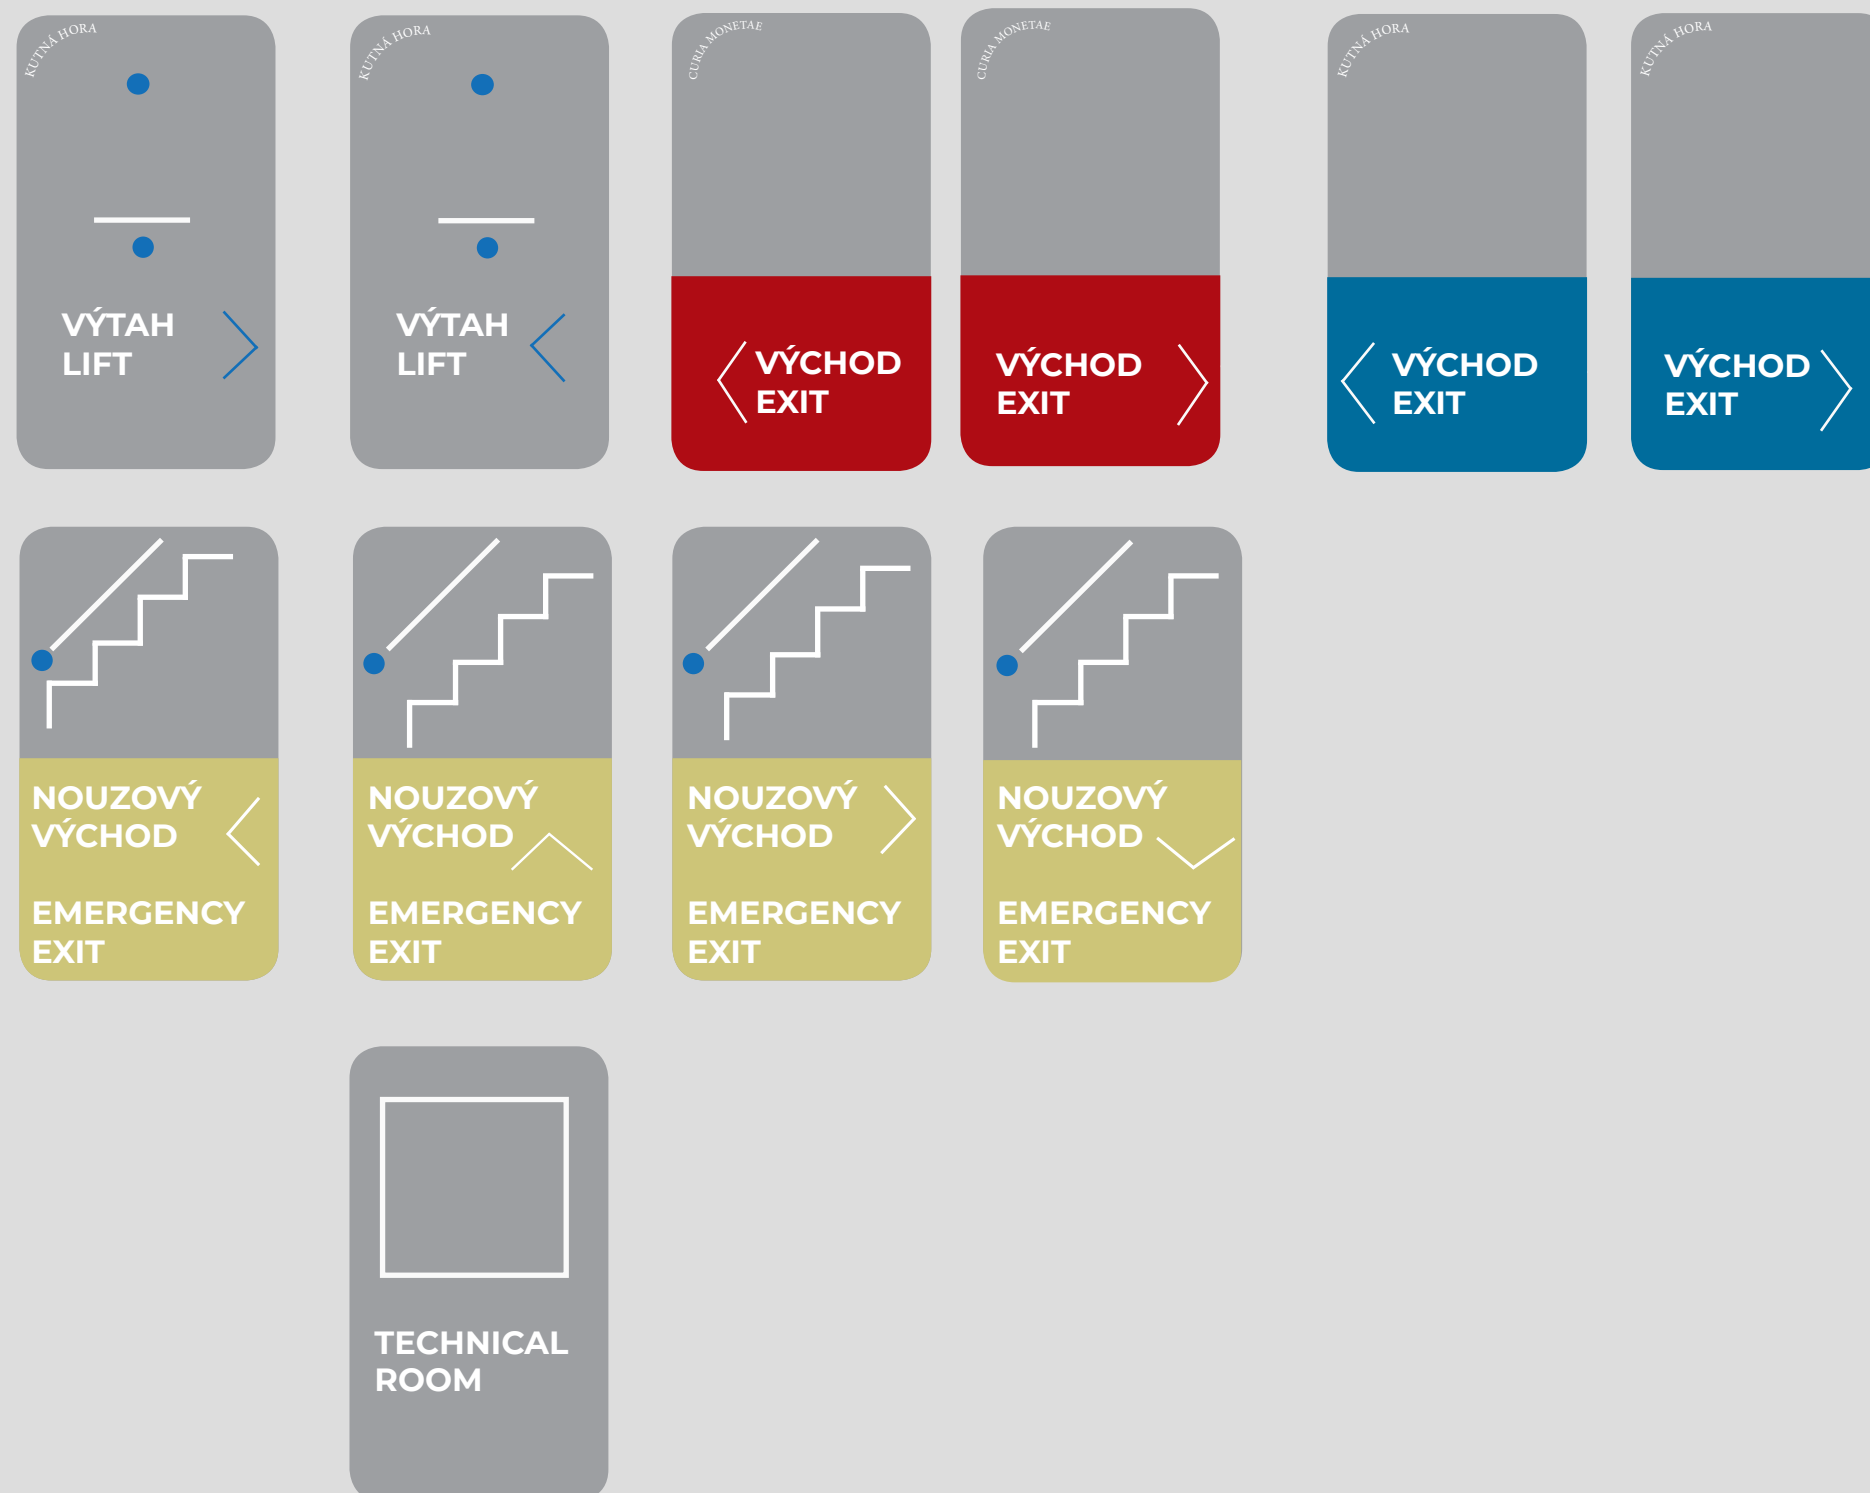 KUTNÁ HORA
VÝTAH
LIFT
KUTNÁ HORA
VÝTAH
LIFT
CURIA MONETAE
VÝCHOD
EXIT
CURIA MONETAE
VÝCHOD
EXIT
KUTNÁ HORA
VÝCHOD
EXIT
KUTNÁ HORA
VÝCHOD
EXIT
NOUZOVÝ
VÝCHOD
EMERGENCY
EXIT
NOUZOVÝ
VÝCHOD
EMERGENCY
EXIT
NOUZOVÝ
VÝCHOD
EMERGENCY
EXIT
NOUZOVÝ
VÝCHOD
EMERGENCY
EXIT
TECHNICAL
ROOM